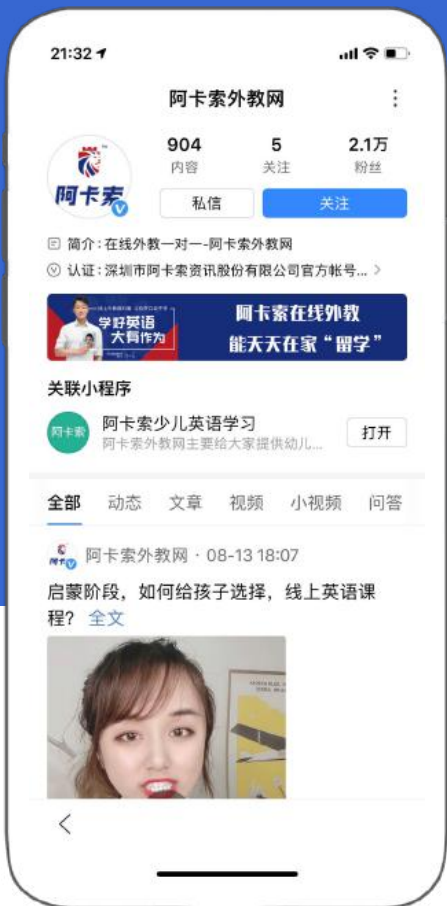 21:32
阿卡索外教网
904
5
2.1万
内容
关注
粉丝
阿卡索
私信
关注
简介:在线外教一对一-阿卡索外教网
认证:深圳市阿卡索资讯股份有限公司官方帐号...
学好英语
大有作为
阿卡索在线外教
能天天在家“留学”
关联小程序
阿卡索
阿卡索少儿英语学习
阿卡索外教网主要给大家提供幼儿...
打开
全部 动态 文章 视频 小视频 问答
阿卡索外教网 · 08-13 18:07
启蒙阶段，如何给孩子选择，线上英语课
程? 全文